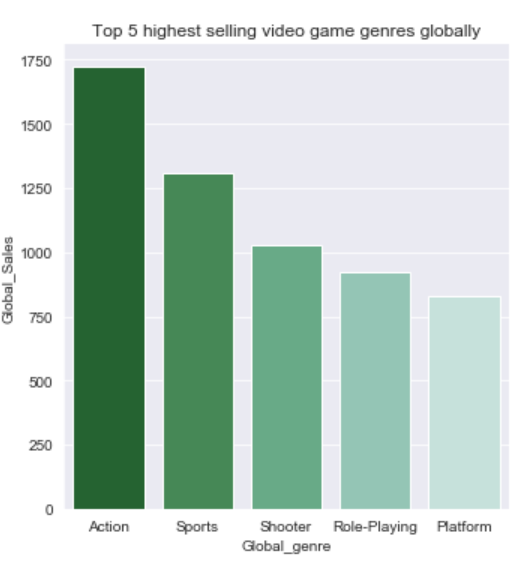 Top 5 highest selling video game genres globally
1750
1500
1250
1000
750
500
250
0
Global_Sales
Action Sports Shooter Role-Playing Platform
Global_genre